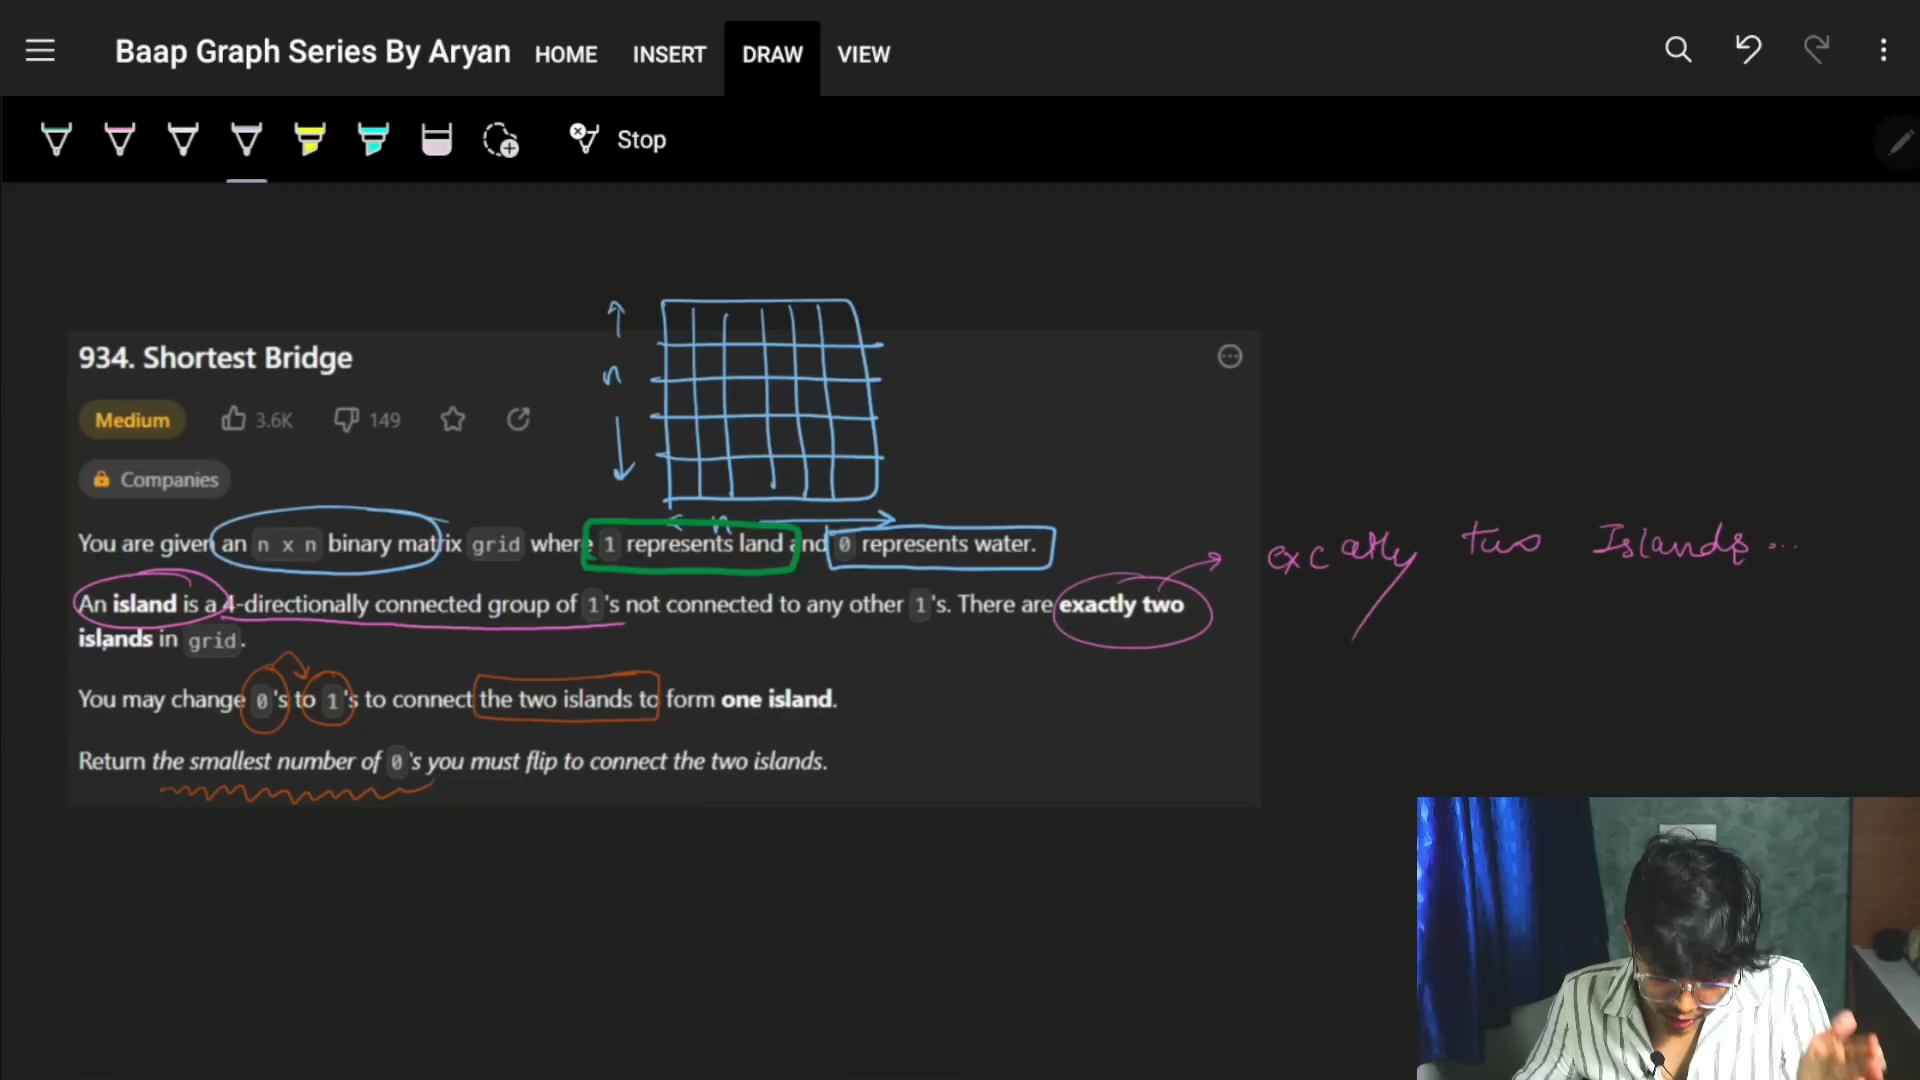 Baap Graph Series By Aryan HOME INSERT DRAW VIEW
Stop
n
934. Shortest Bridge
Medium 3.6K 149
Companies
n
You are given an n x n binary matrix grid where 1 represents land and 0 represents water.
excatly two Islands...
An island is a 4-directionally connected group of 1's not connected to any other 1's. There are exactly two
islands in grid.
You may change 0's to 1's to connect the two islands to form one island.
Return the smallest number of 0's you must flip to connect the two islands.